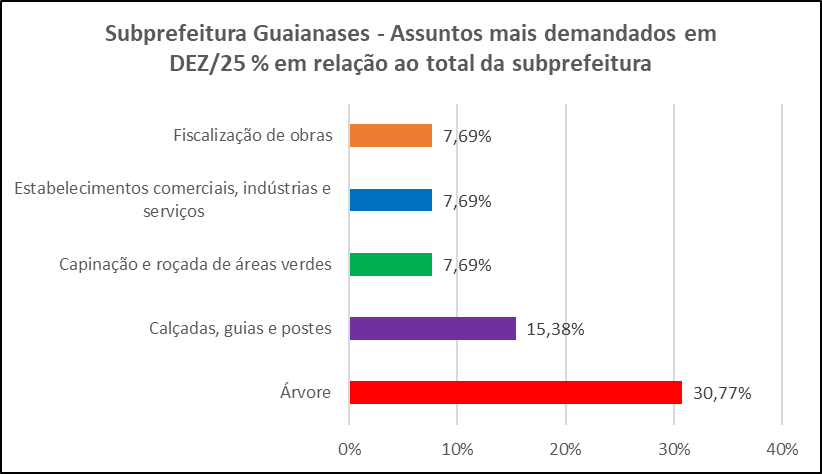 Subprefeitura Guaianases - Assuntos mais demandados em
DEZ/25 % em relação ao total da subprefeitura
Fiscalização de obras
7,69%
Estabelecimentos comerciais, indústrias e
serviços
7,69%
Capinação e roçada de áreas verdes
7,69%
Calçadas, guias e postes
15,38%
Árvore
30,77%
0%
10%
20%
30%
40%